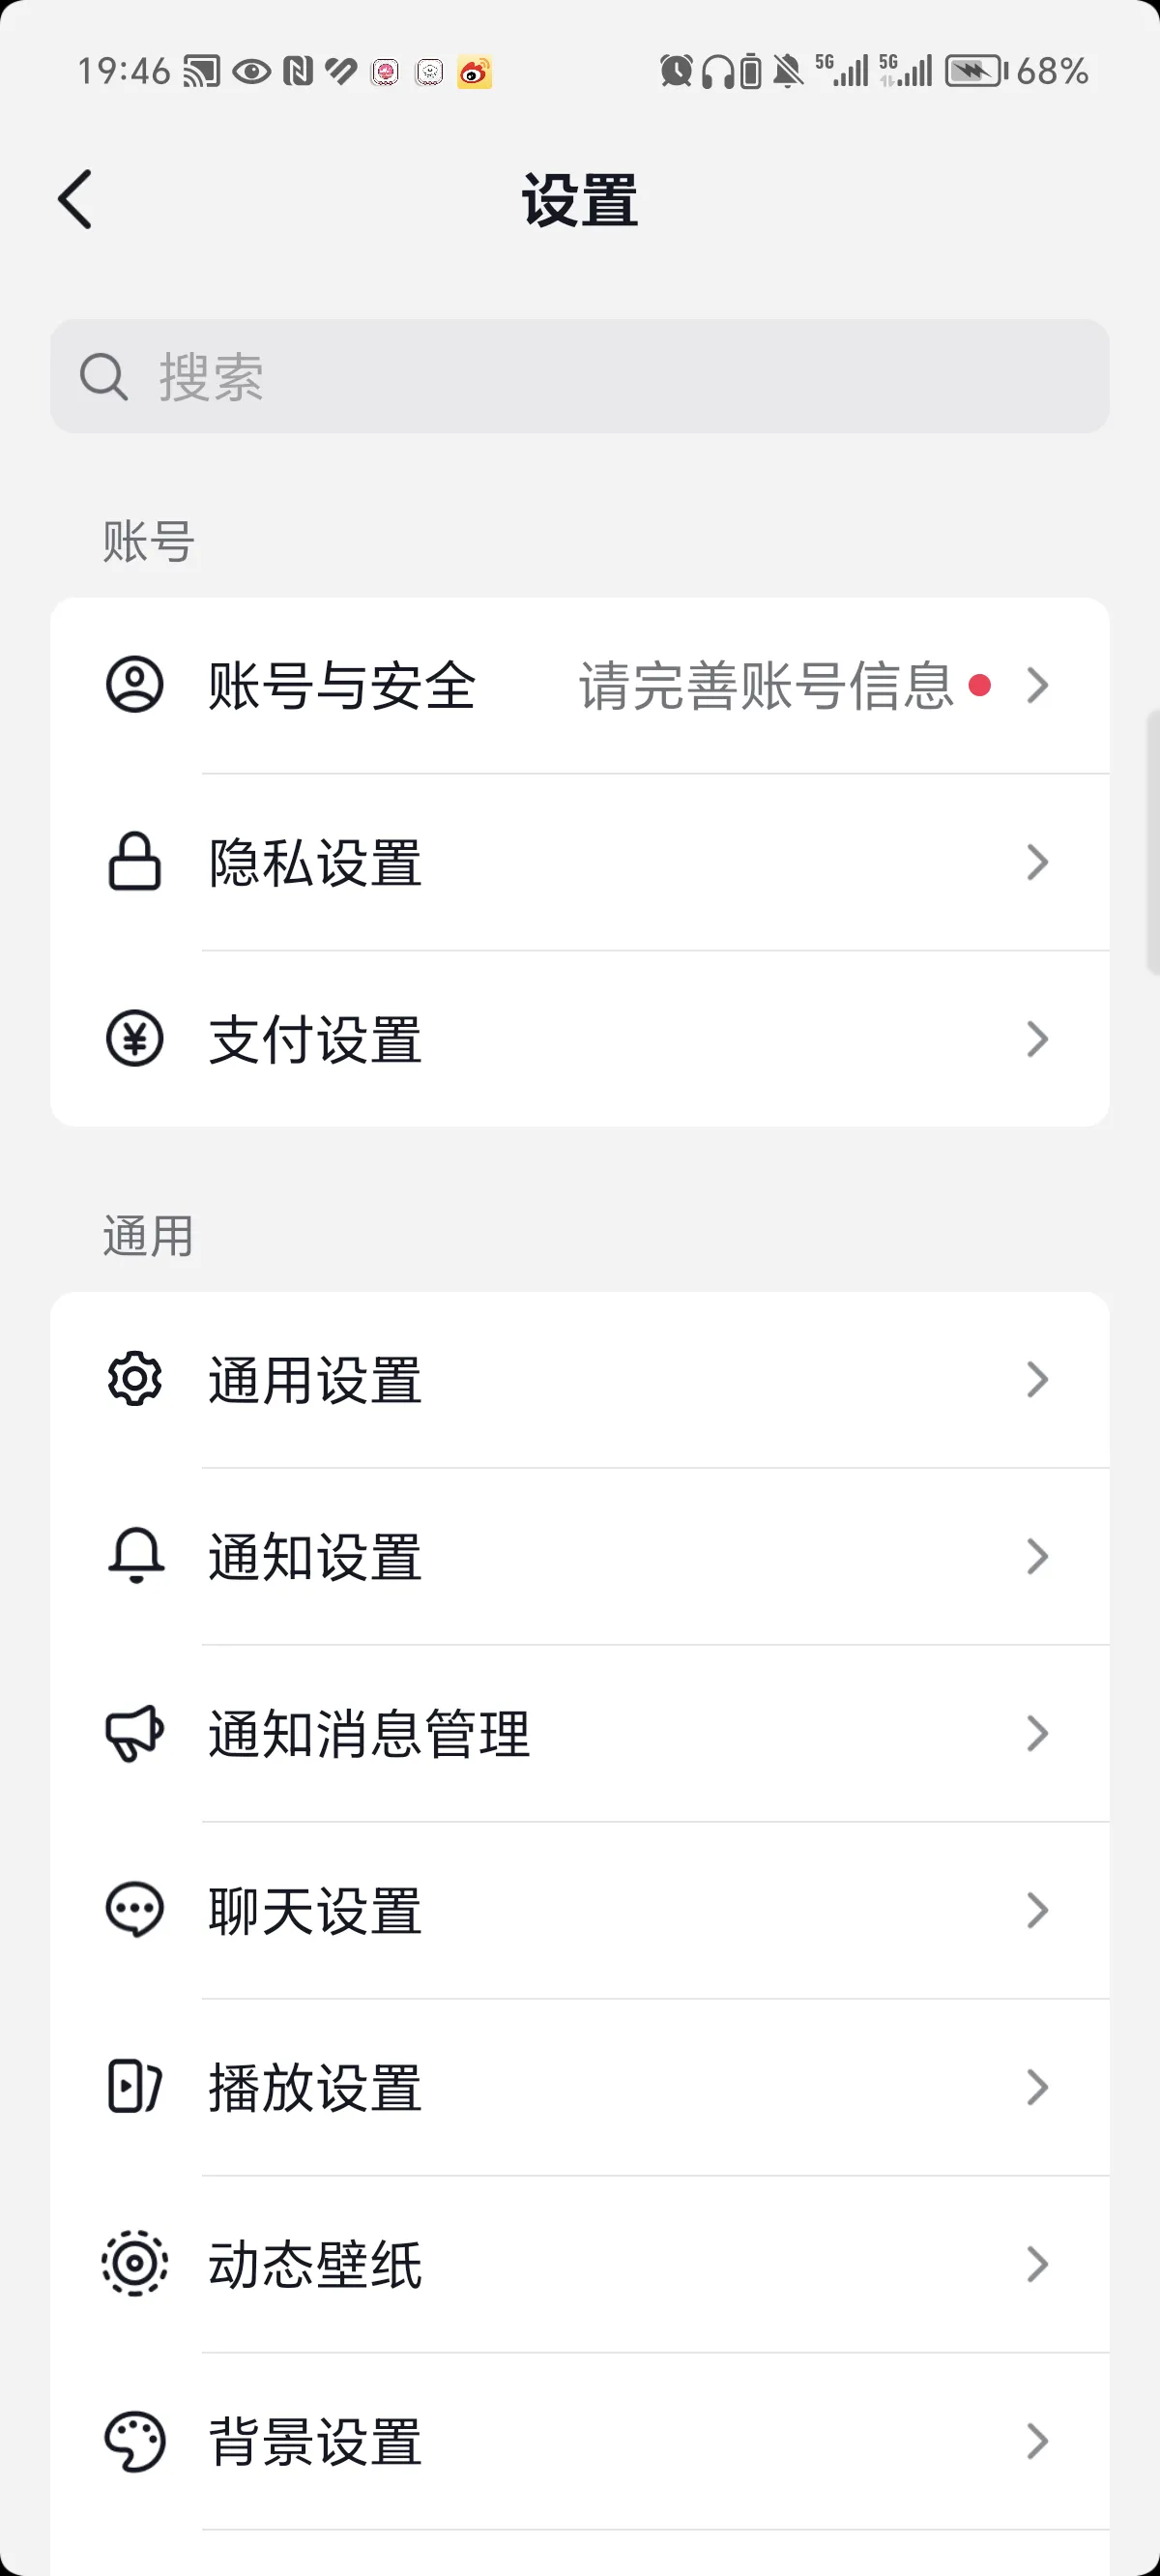 19:46 5G 5G 68%
设置
搜索
账号
账号与安全 请完善账号信息
隐私设置
支付设置
通用
通用设置
通知设置
通知消息管理
聊天设置
播放设置
动态壁纸
背景设置